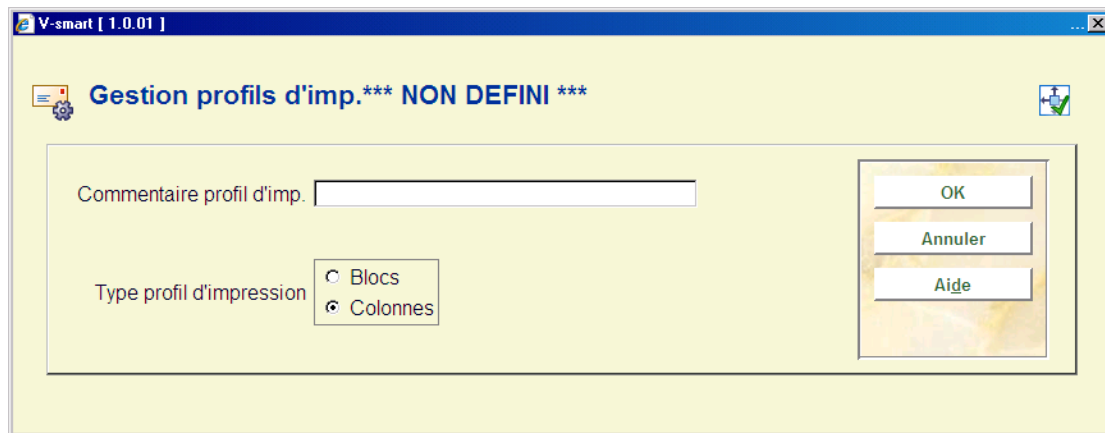 V-smart [ 1.0.01 ]
Gestion profils d'imp.*** NON DEFINI ***
Commentaire profil d'imp.
OK
Annuler
Aide
Type profil d'impression
Blocs
Colonnes